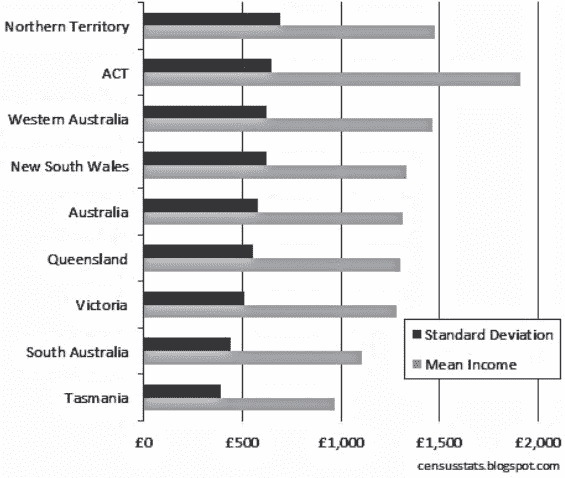 Northern Territory
ACT
Western Australia
New South Wales
Australia
Queensland
Victoria
South Australia
Tasmania
Standard Deviation
Mean Income
£0 £500 £1,000 £1,500 £2,000
censusstats.blogspot.com